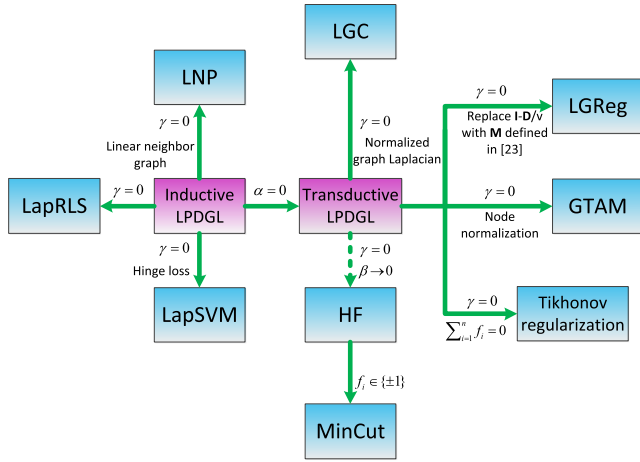 LGC
LNP
γ = 0
Linear neighbor
graph
γ = 0
Normalized
graph Laplacian
γ = 0
Replace I-D/v
with M defined
in [23]
LGReg
LapRLS
γ = 0
Inductive
LPDGL
α = 0
Transductive
LPDGL
γ = 0
Node
normalization
GTAM
γ = 0
Hinge loss
LapSVM
γ = 0
β → 0
HF
γ = 0
∑ⁿᵢ₌₁ fᵢ = 0
Tikhonov
regularization
fᵢ ∈ {±1}
MinCut